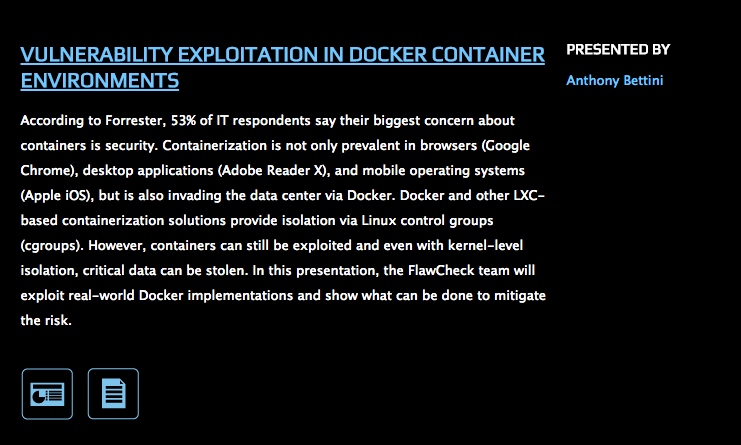 VULNERABILITY EXPLOITATION IN DOCKER CONTAINER
ENVIRONMENTS
According to Forrester, 53% of IT respondents say their biggest concern about
containers is security. Containerization is not only prevalent in browsers (Google
Chrome), desktop applications (Adobe Reader X), and mobile operating systems
(Apple iOS), but is also invading the data center via Docker. Docker and other LXC-
based containerization solutions provide isolation via Linux control groups
(cgroups). However, containers can still be exploited and even with kernel-level
isolation, critical data can be stolen. In this presentation, the FlawCheck team will
exploit real-world Docker implementations and show what can be done to mitigate
the risk.
PRESENTED BY
Anthony Bettini